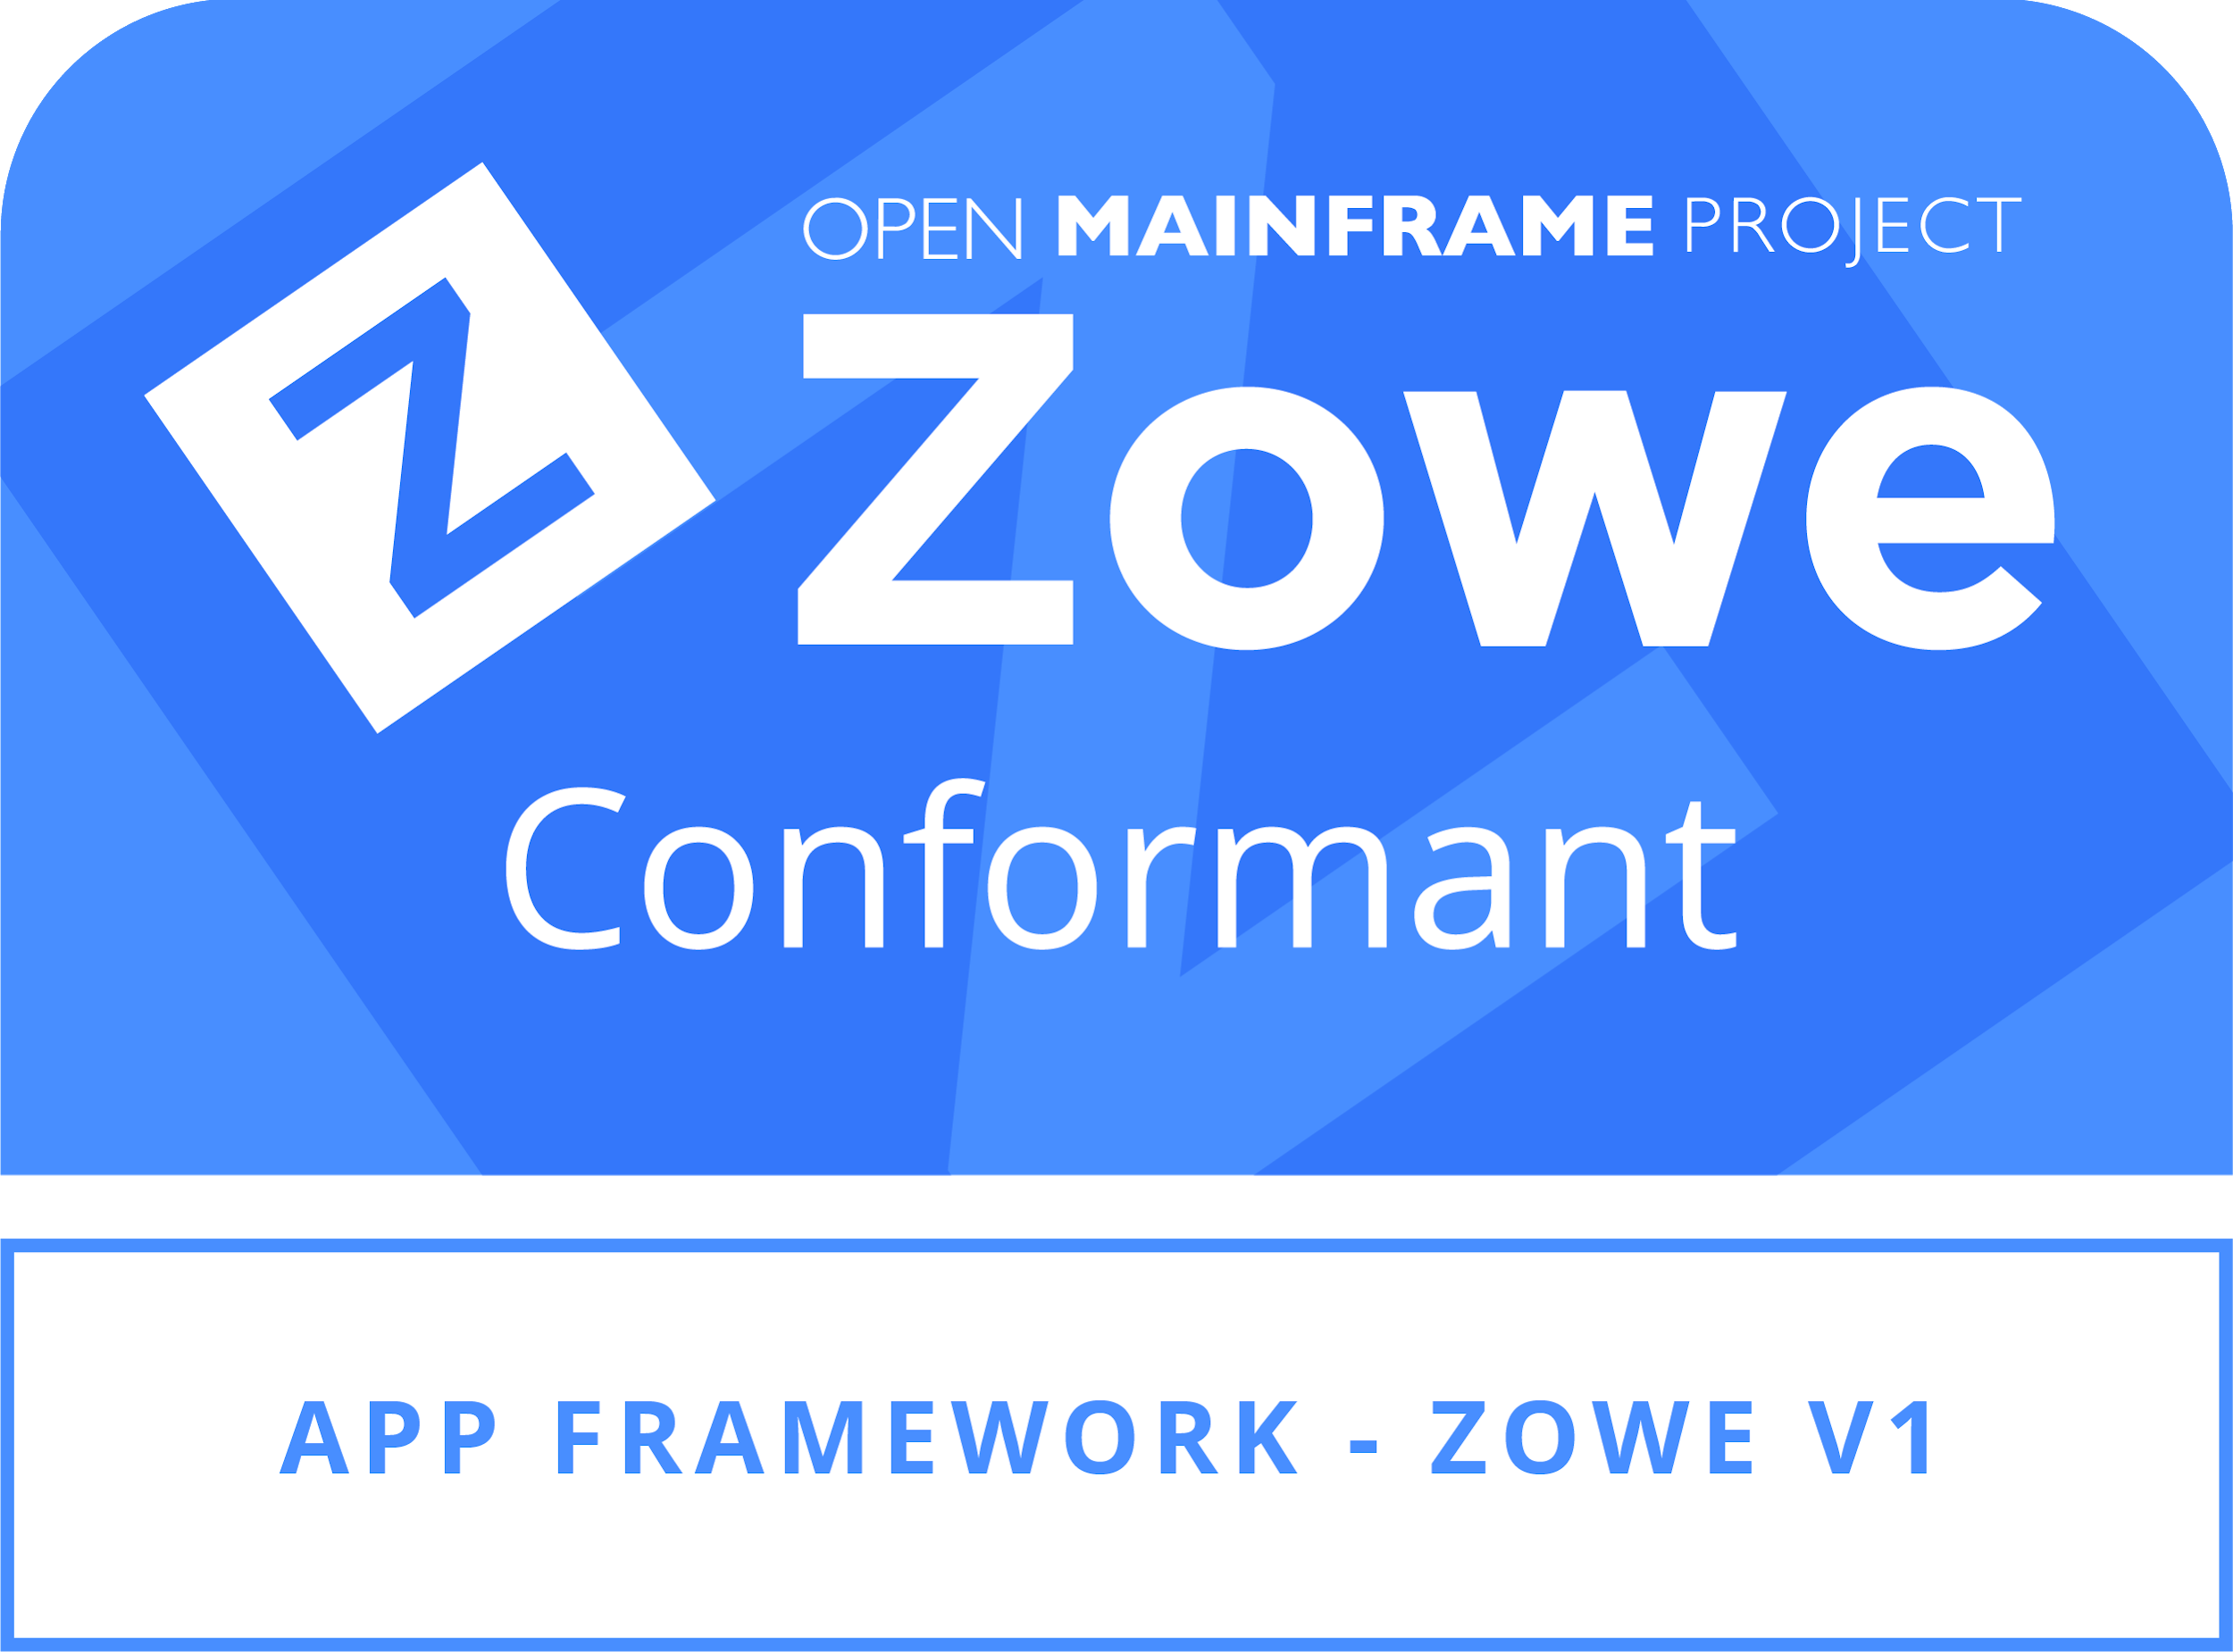 OPEN MAINFRAME PROJECT
Z
Zowe
Conformant
APP FRAMEWORK - ZOWE V1